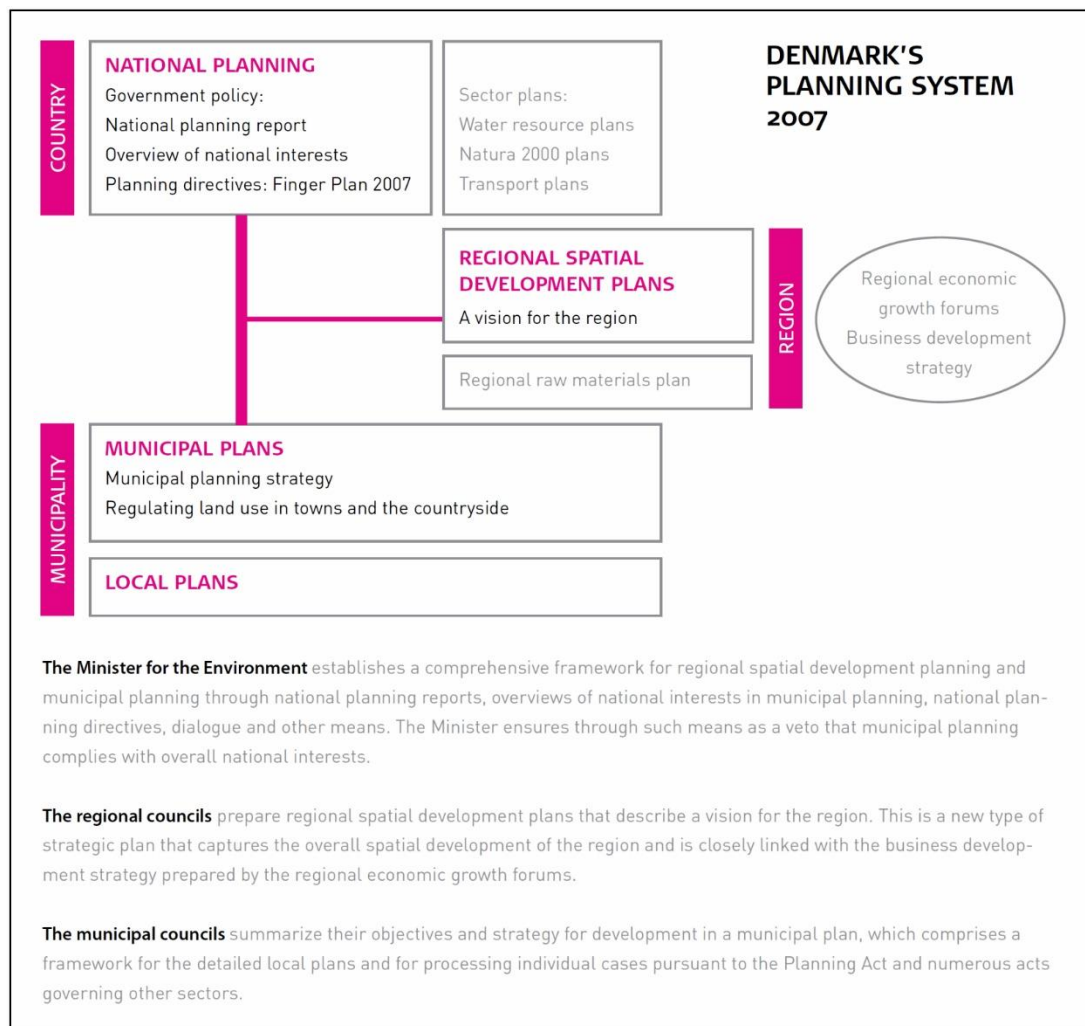 DENMARK'S
PLANNING SYSTEM
2007
COUNTRY
NATIONAL PLANNING
Government policy:
National planning report
Overview of national interests
Planning directives: Finger Plan 2007
Sector plans:
Water resource plans
Natura 2000 plans
Transport plans
REGIONAL SPATIAL
DEVELOPMENT PLANS
A vision for the region
Regional raw materials plan
REGION
Regional economic
growth forums
Business development
strategy
MUNICIPALITY
MUNICIPAL PLANS
Municipal planning strategy
Regulating land use in towns and the countryside
LOCAL PLANS
The Minister for the Environment establishes a comprehensive framework for regional spatial development planning and
municipal planning through national planning reports, overviews of national interests in municipal planning, national plan-
ning directives, dialogue and other means. The Minister ensures through such means as a veto that municipal planning
complies with overall national interests.
The regional councils prepare regional spatial development plans that describe a vision for the region. This is a new type of
strategic plan that captures the overall spatial development of the region and is closely linked with the business develop-
ment strategy prepared by the regional economic growth forums.
The municipal councils summarize their objectives and strategy for development in a municipal plan, which comprises a
framework for the detailed local plans and for processing individual cases pursuant to the Planning Act and numerous acts
governing other sectors.